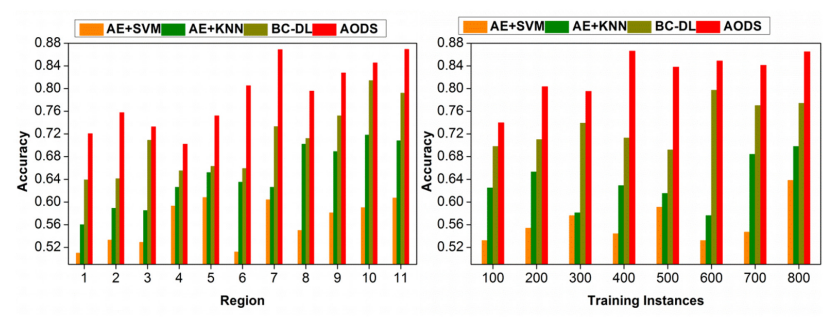 AE+SVM AE+KNN BC-DL AODS
0.88
0.84
0.80
0.76
0.72
0.68
0.64
0.60
0.56
0.52
Accuracy
1 2 3 4 5 6 7 8 9 10 11
Region
AE+SVM AE+KNN BC-DL AODS
0.88
0.84
0.80
0.76
0.72
0.68
0.64
0.60
0.56
0.52
Accuracy
100 200 300 400 500 600 700 800
Training Instances